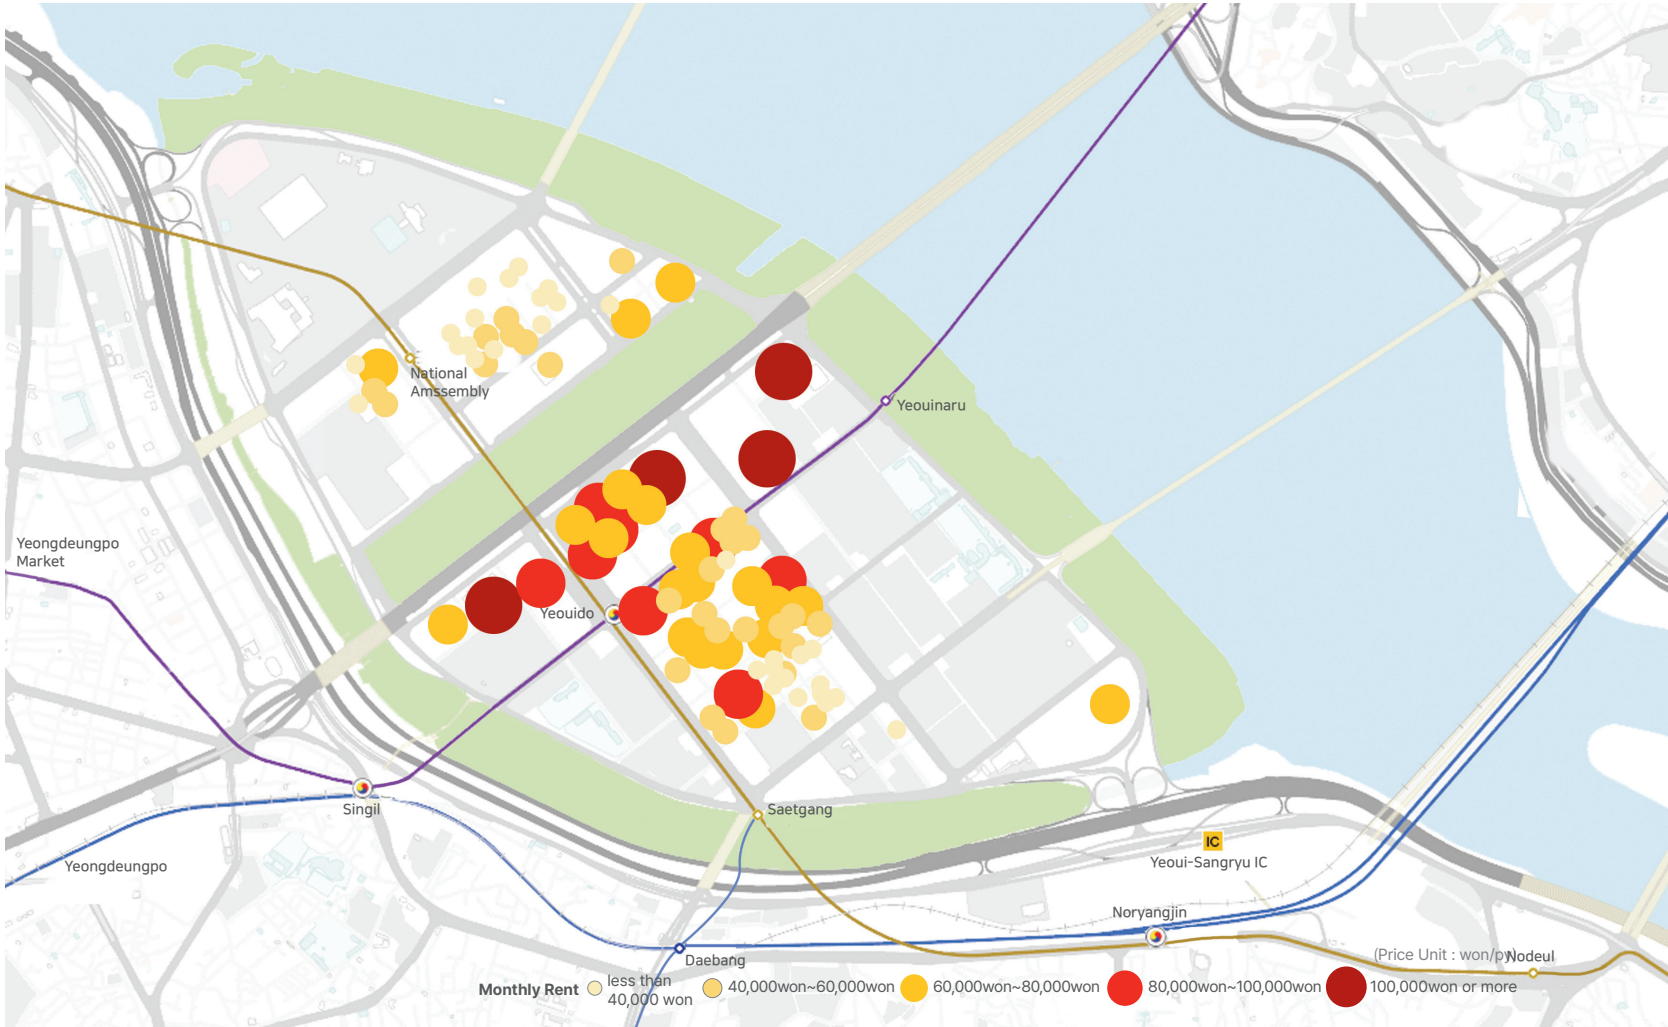 National
Amssembly
Yeouinaru
Yeongdeungpo
Market
Yeouido
Singil
Saetgang
IC
Yeoui-Sangryu IC
Yeongdeungpo
Noryangjin
(Price Unit : won/py)
Nodeul
Daebang
Monthly Rent
less than
40,000 won
40,000won~60,000won
60,000won~80,000won
80,000won~100,000won
100,000won or more